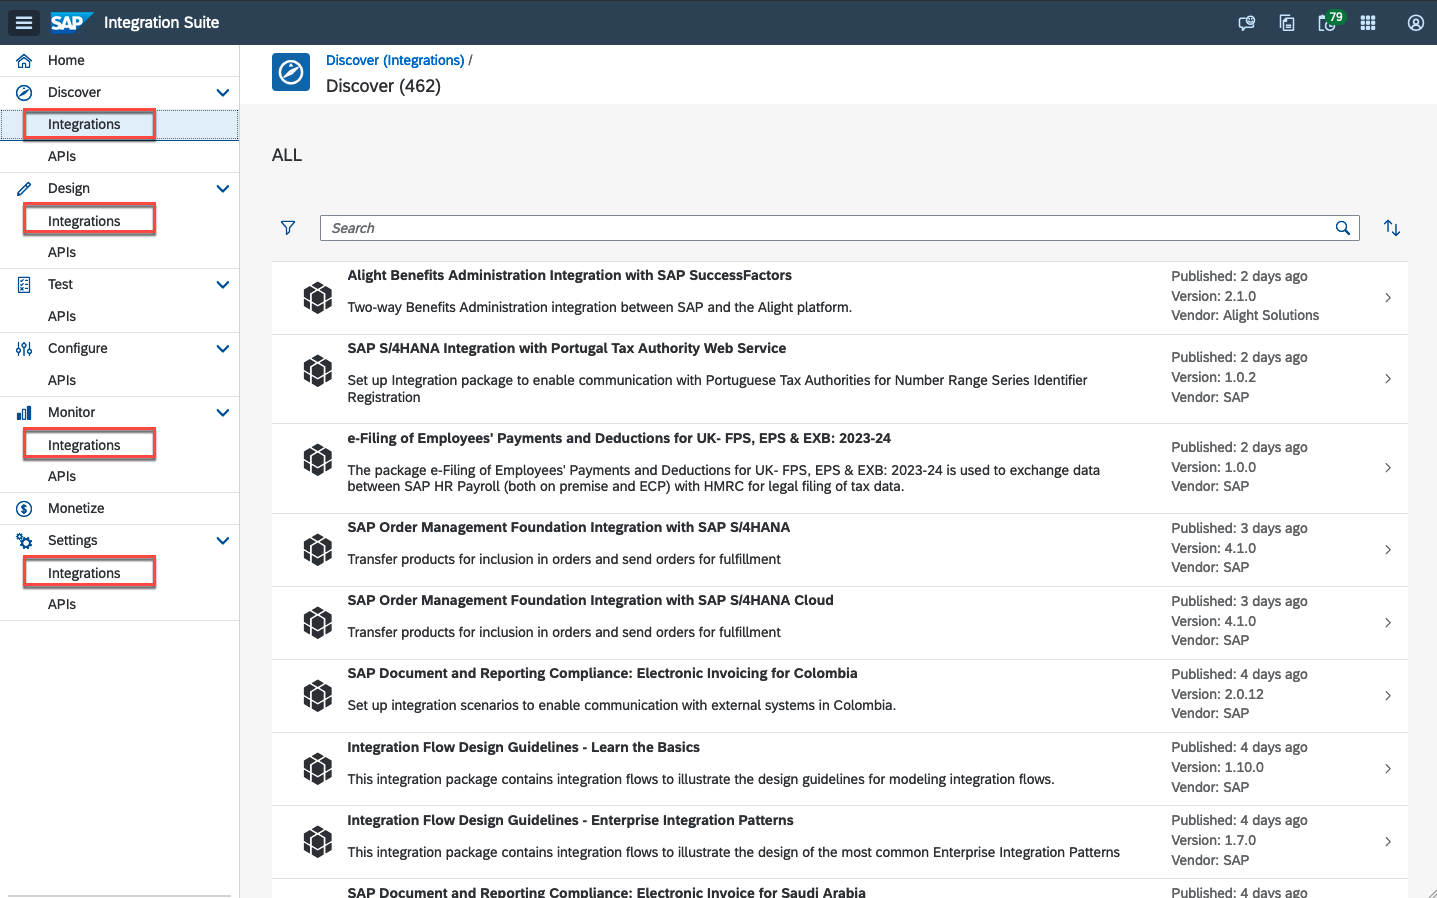 SAP Integration Suite
79
Home
Discover
Integrations
APIs
Design
Integrations
APIs
Test
APIs
Configure
APIs
Monitor
Integrations
APIs
Monetize
Settings
Integrations
APIs
Discover (Integrations) /
Discover (462)
ALL
Search
Alight Benefits Administration Integration with SAP SuccessFactors
Two-way Benefits Administration integration between SAP and the Alight platform.
Published: 2 days ago
Version: 2.1.0
Vendor: Alight Solutions
SAP S/4HANA Integration with Portugal Tax Authority Web Service
Set up Integration package to enable communication with Portuguese Tax Authorities for Number Range Series Identifier
Registration
Published: 2 days ago
Version: 1.0.2
Vendor: SAP
e-Filing of Employees' Payments and Deductions for UK- FPS, EPS & EXB: 2023-24
The package e-Filing of Employees' Payments and Deductions for UK- FPS, EPS & EXB: 2023-24 is used to exchange data
between SAP HR Payroll (both on premise and ECP) with HMRC for legal filing of tax data.
Published: 2 days ago
Version: 1.0.0
Vendor: SAP
SAP Order Management Foundation Integration with SAP S/4HANA
Transfer products for inclusion in orders and send orders for fulfillment
Published: 3 days ago
Version: 4.1.0
Vendor: SAP
SAP Order Management Foundation Integration with SAP S/4HANA Cloud
Transfer products for inclusion in orders and send orders for fulfillment
Published: 3 days ago
Version: 4.1.0
Vendor: SAP
SAP Document and Reporting Compliance: Electronic Invoicing for Colombia
Set up integration scenarios to enable communication with external systems in Colombia.
Published: 4 days ago
Version: 2.0.12
Vendor: SAP
Integration Flow Design Guidelines - Learn the Basics
This integration package contains integration flows to illustrate the design guidelines for modeling integration flows.
Published: 4 days ago
Version: 1.10.0
Vendor: SAP
Integration Flow Design Guidelines - Enterprise Integration Patterns
This integration package contains integration flows to illustrate the design of the most common Enterprise Integration Patterns
Published: 4 days ago
Version: 1.7.0
Vendor: SAP
SAP Document and Reporting Compliance: Electronic Invoice for Saudi Arabia
Published: 4 days ago